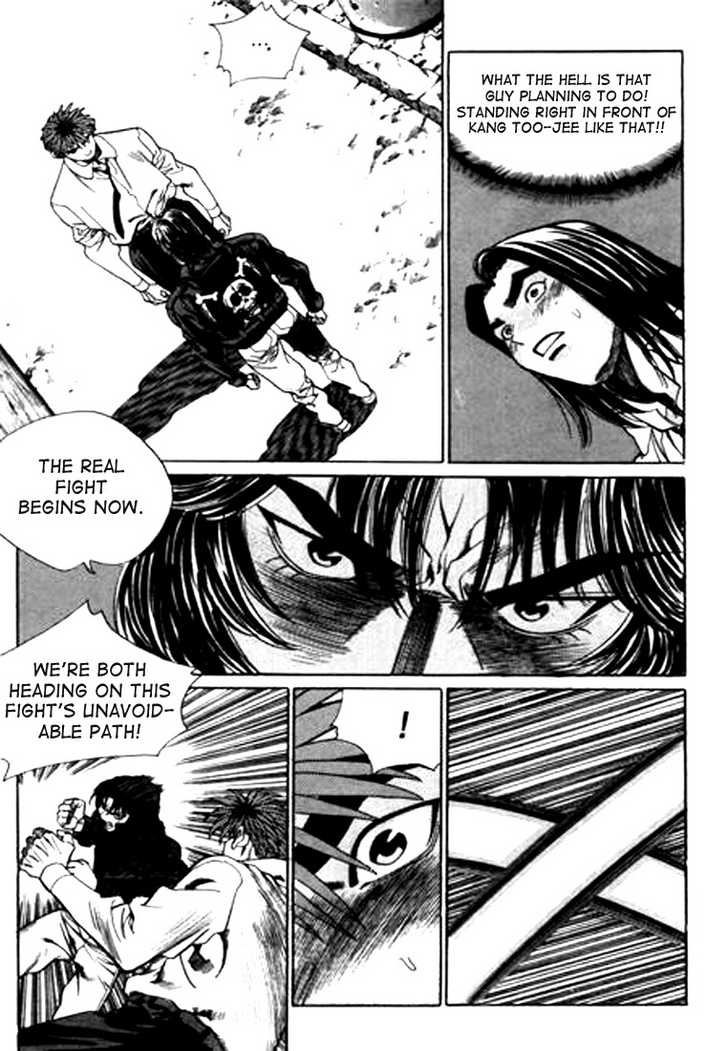 ...
WHAT THE HELL IS THAT
GUY PLANNING TO DO!
STANDING RIGHT IN FRONT OF
KANG TOO-JEE LIKE THAT!!
THE REAL
FIGHT
BEGINS NOW.
WE'RE BOTH
HEADING ON THIS
FIGHT'S UNAVOID-
ABLE PATH!
!